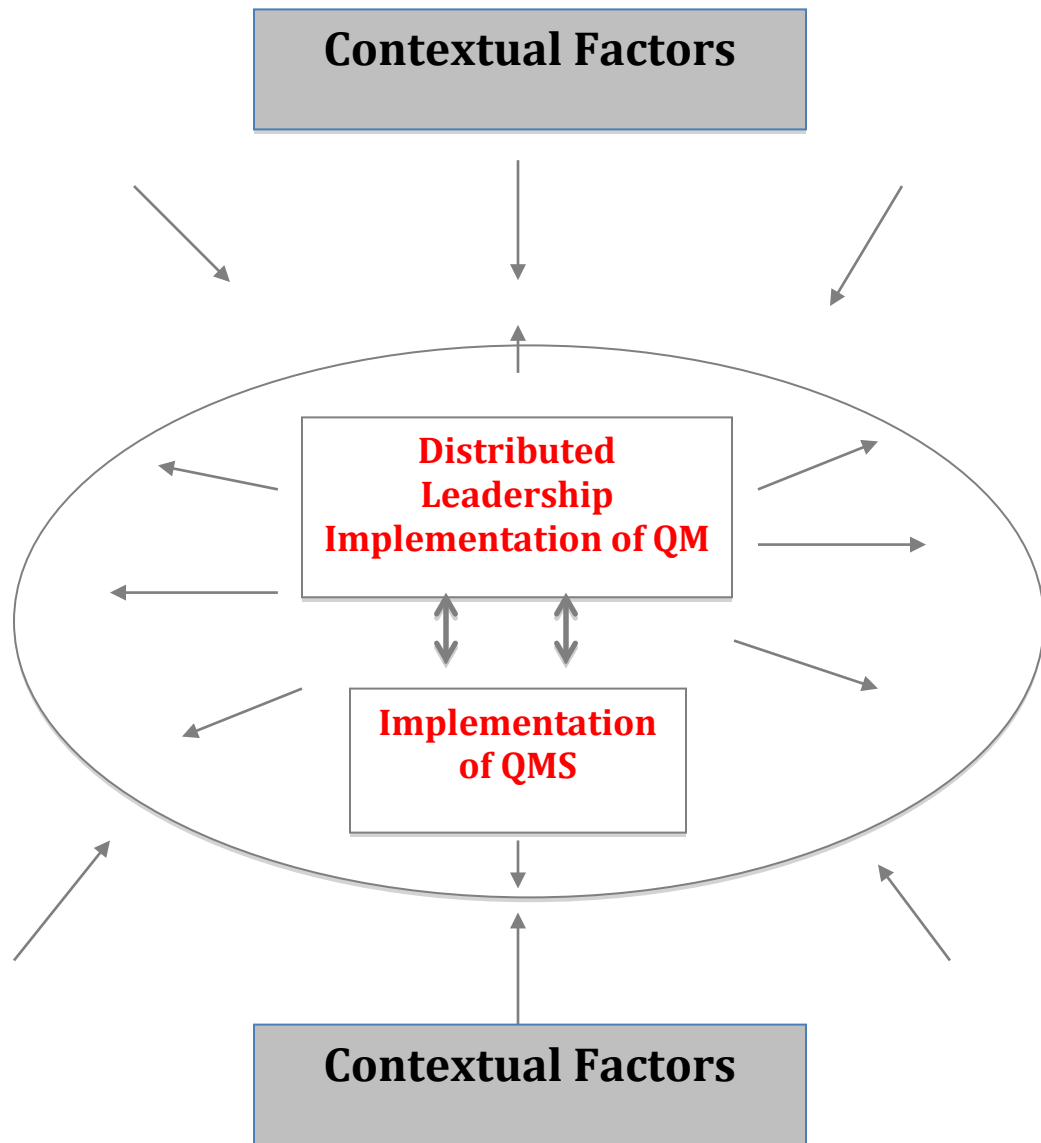 Contextual Factors
Distributed
Leadership
Implementation of QM
Implementation
of QMS
Contextual Factors